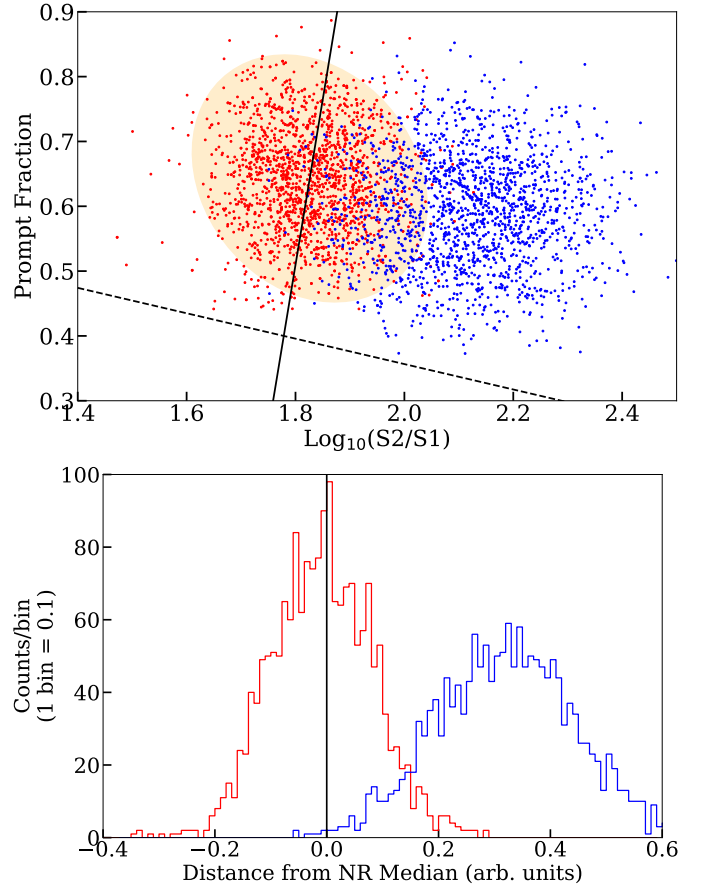 0.9
0.8
0.7
0.6
0.5
0.4
0.3
Prompt Fraction
1.4 1.6 1.8 2.0 2.2 2.4
Log₁₀(S2/S1)
100
80
60
40
20
0
Counts/bin
(1 bin = 0.1)
−0.4 −0.2 0.0 0.2 0.4 0.6
Distance from NR Median (arb. units)